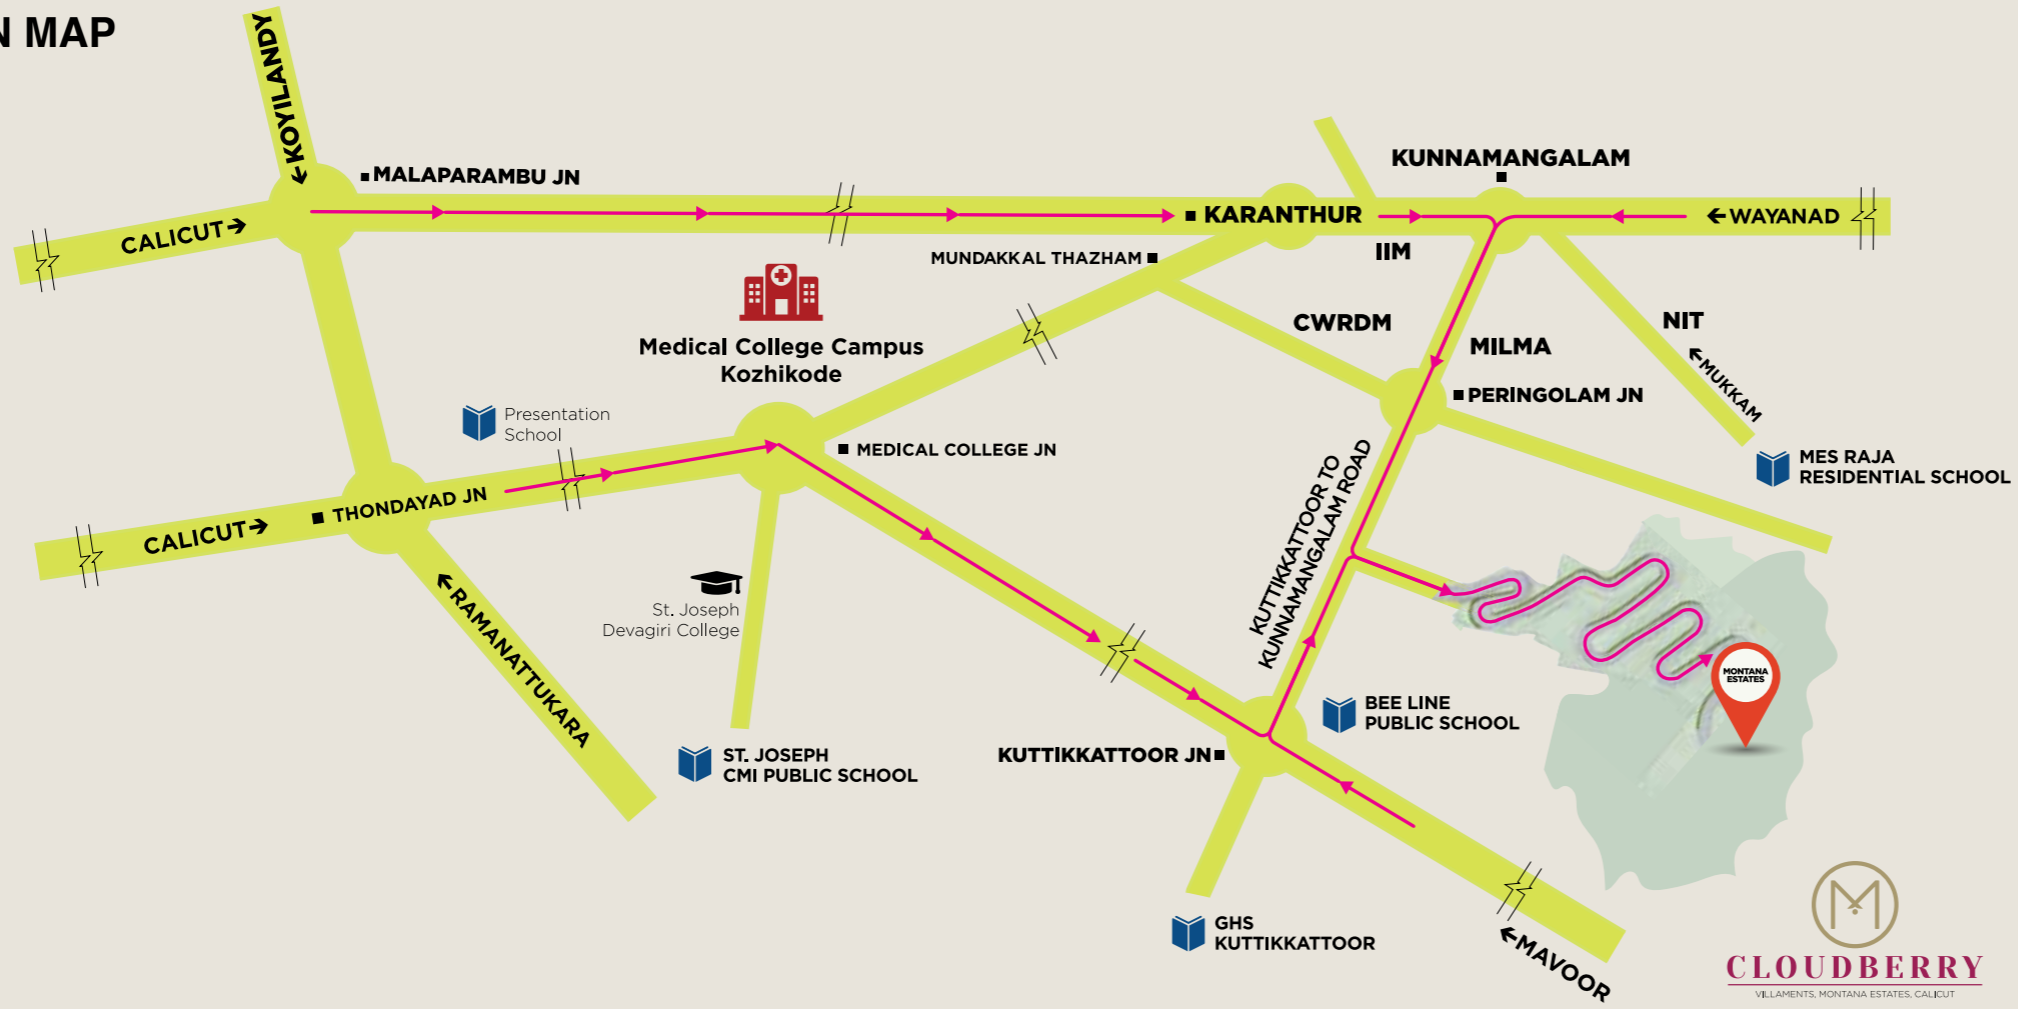 N MAP
KOYILANDY
MALAPARAMBU JN
CALICUT
KARANTHUR
KUNNAMANGALAM
WAYANAD
IIM
MUNDAKKAL THAZHAM
CWRDM
MILMA
NIT
MUKKAM
Medical College Campus
Kozhikode
PERINGOLAM JN
Presentation
School
MEDICAL COLLEGE JN
MES RAJA
RESIDENTIAL SCHOOL
THONDAYAD JN
CALICUT
KUTTIKKATTOOR TO
KUNNAMANGALAM ROAD
RAMANATTUKARA
St. Joseph
Devagiri College
MONTANA
ESTATES
BEE LINE
PUBLIC SCHOOL
KUTTIKKATTOOR JN
ST. JOSEPH
CMI PUBLIC SCHOOL
GHS
KUTTIKKATTOOR
MAVOOR
M
CLOUDBERRY
VILLAMENTS, MONTANA ESTATES, CALICUT